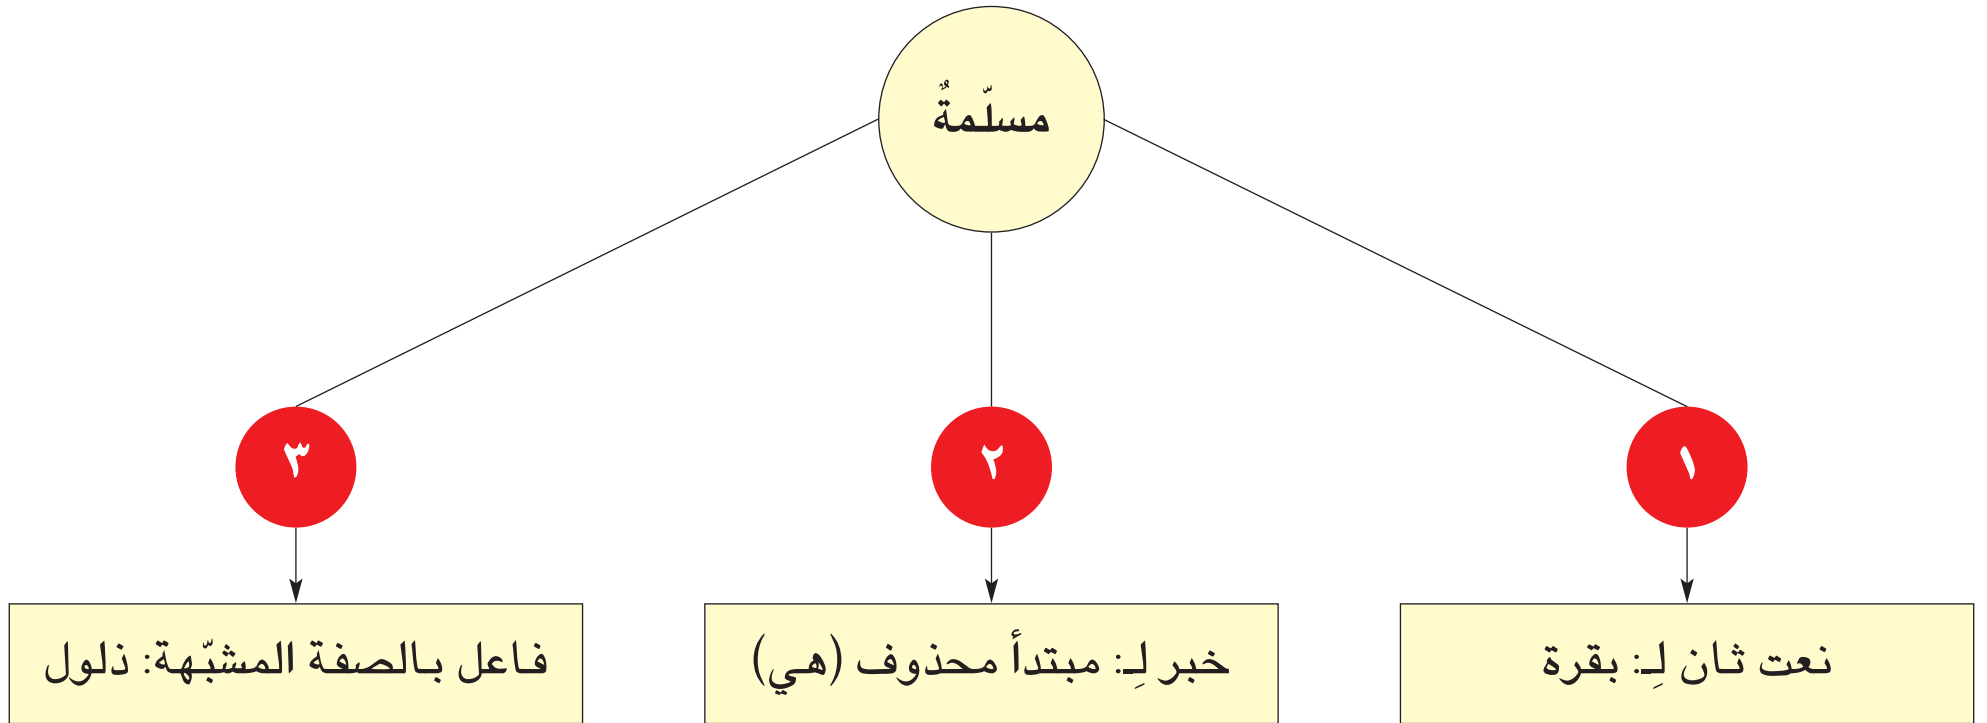 مسلّمةٌ
١
٢
٣
نعت ثان لِـ: بقرة
خبر لِـ: مبتدأ محذوف (هي)
فاعل بالصفة المشبّهة: ذلول